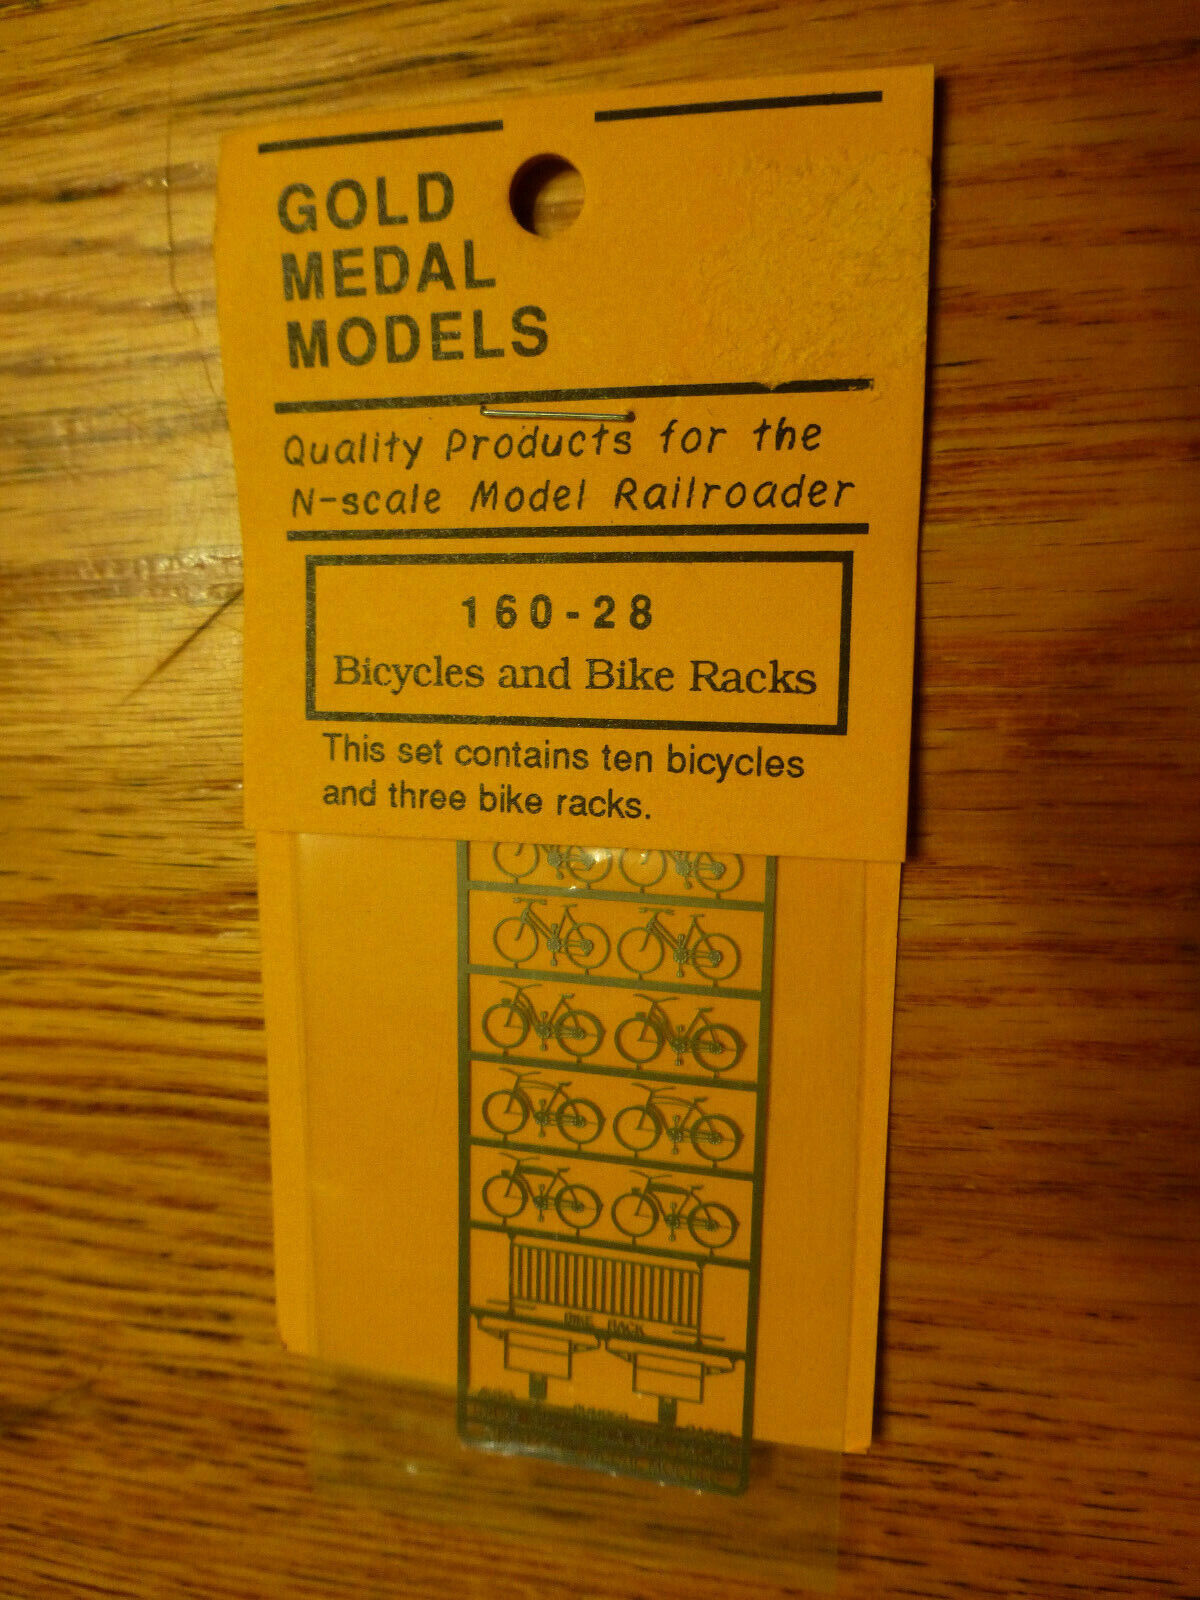 GOLD
MEDAL
MODELS
Quality Products for the
N-scale Model Railroader
160-28
Bicycles and Bike Racks
This set contains ten bicycles
and three bike racks.
BIKE RACK